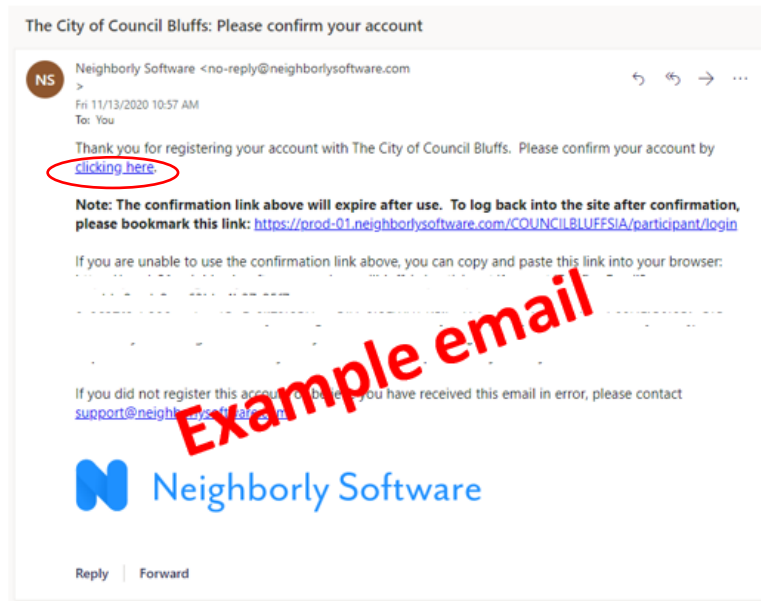 The City of Council Bluffs: Please confirm your account
NS
Neighborly Software <no-reply@neighborlysoftware.com
>
Fri 11/13/2020 10:57 AM
To: You
Thank you for registering your account with The City of Council Bluffs. Please confirm your account by
clicking here.
Note: The confirmation link above will expire after use. To log back into the site after confirmation,
please bookmark this link: https://prod-01.neighborlysoftware.com/COUNCILBLUFFSIA/participant/login
If you are unable to use the confirmation link above, you can copy and paste this link into your browser:
Example email
If you did not register this account or believe you have received this email in error, please contact
support@neighborlysoftware.com
Neighborly Software
Reply Forward